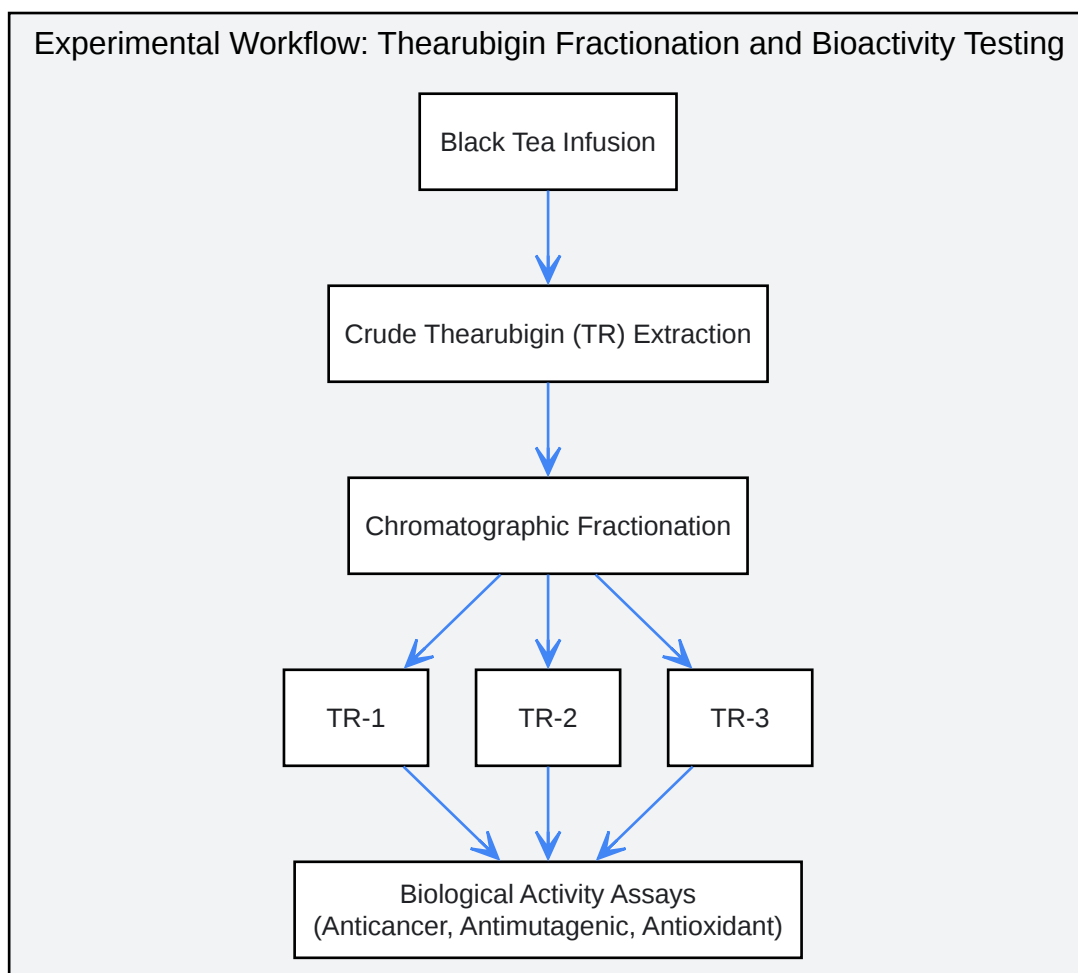 Experimental Workflow: Thearubigin Fractionation and Bioactivity Testing
Black Tea Infusion
Crude Thearubigin (TR) Extraction
Chromatographic Fractionation
TR-1
TR-2
TR-3
Biological Activity Assays
(Anticancer, Antimutagenic, Antioxidant)